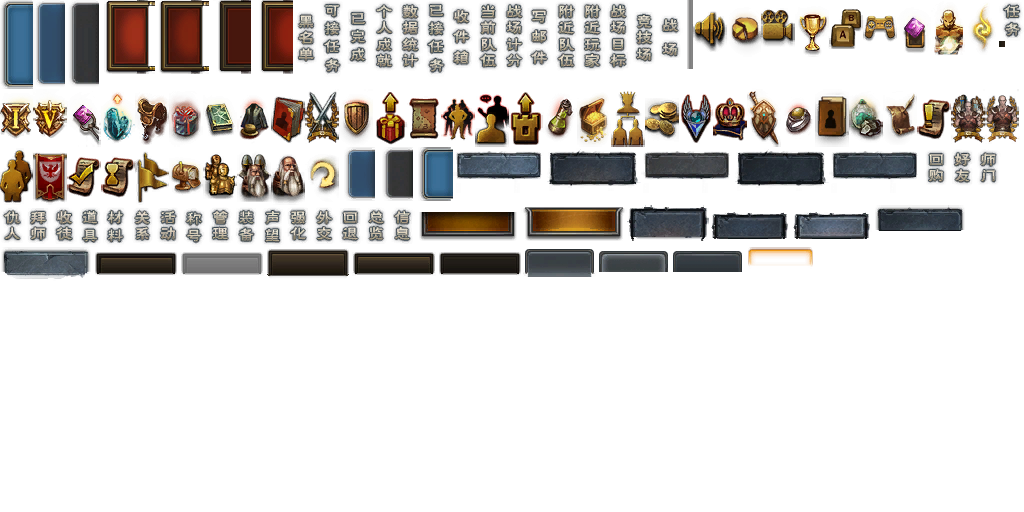 黑名单
可接任务
已完成
个人成就
数据统计
已接任务
收件箱
当前队伍
战场计分
写邮件
附近队伍
附近玩家
战场目标
竞技场
战场
B
A
任务
I
V
回购
好友
师门
仇人
拜师
收徒
道具
材料
关系
活动
称号
管理
装备
声望
强化
外交
回退
总览
信息